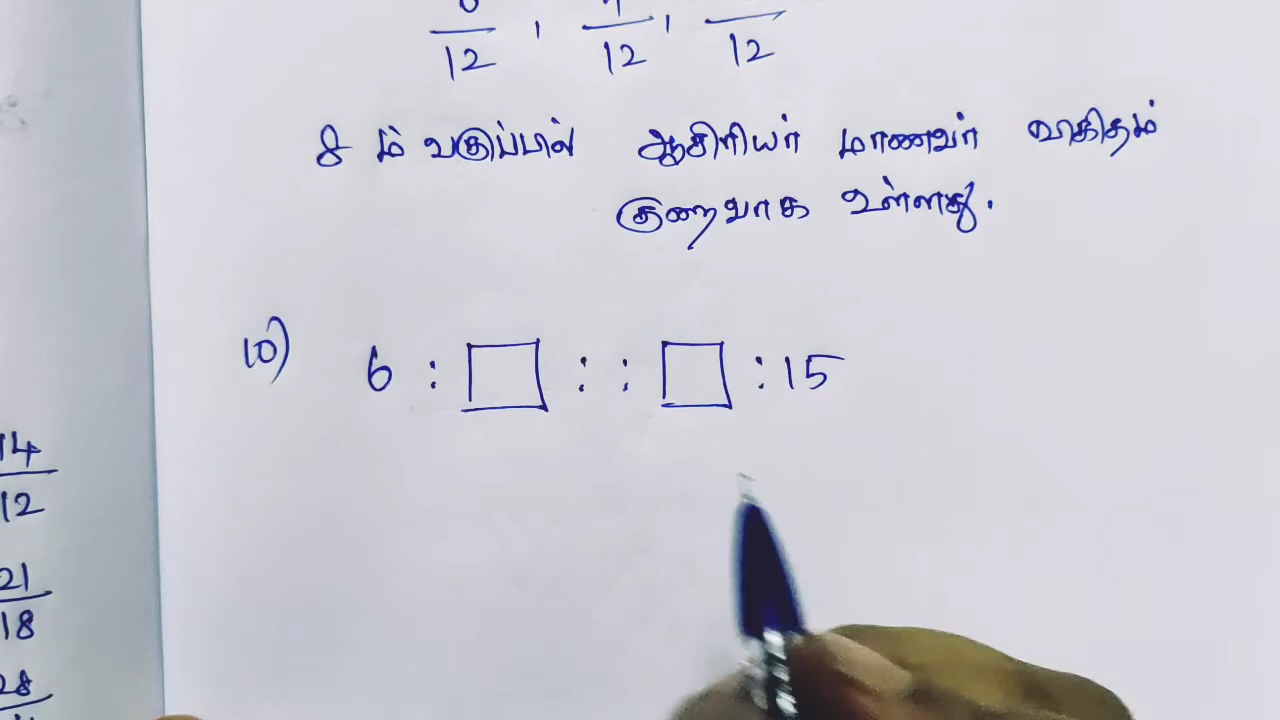 12 , 12 , 12
8 ம் வகுப்பில் ஆசிரியர் மாணவர் விகிதம்
குறைவாக உள்ளது.
10) 6 : □ : : □ : 15
14
12
21
18
28